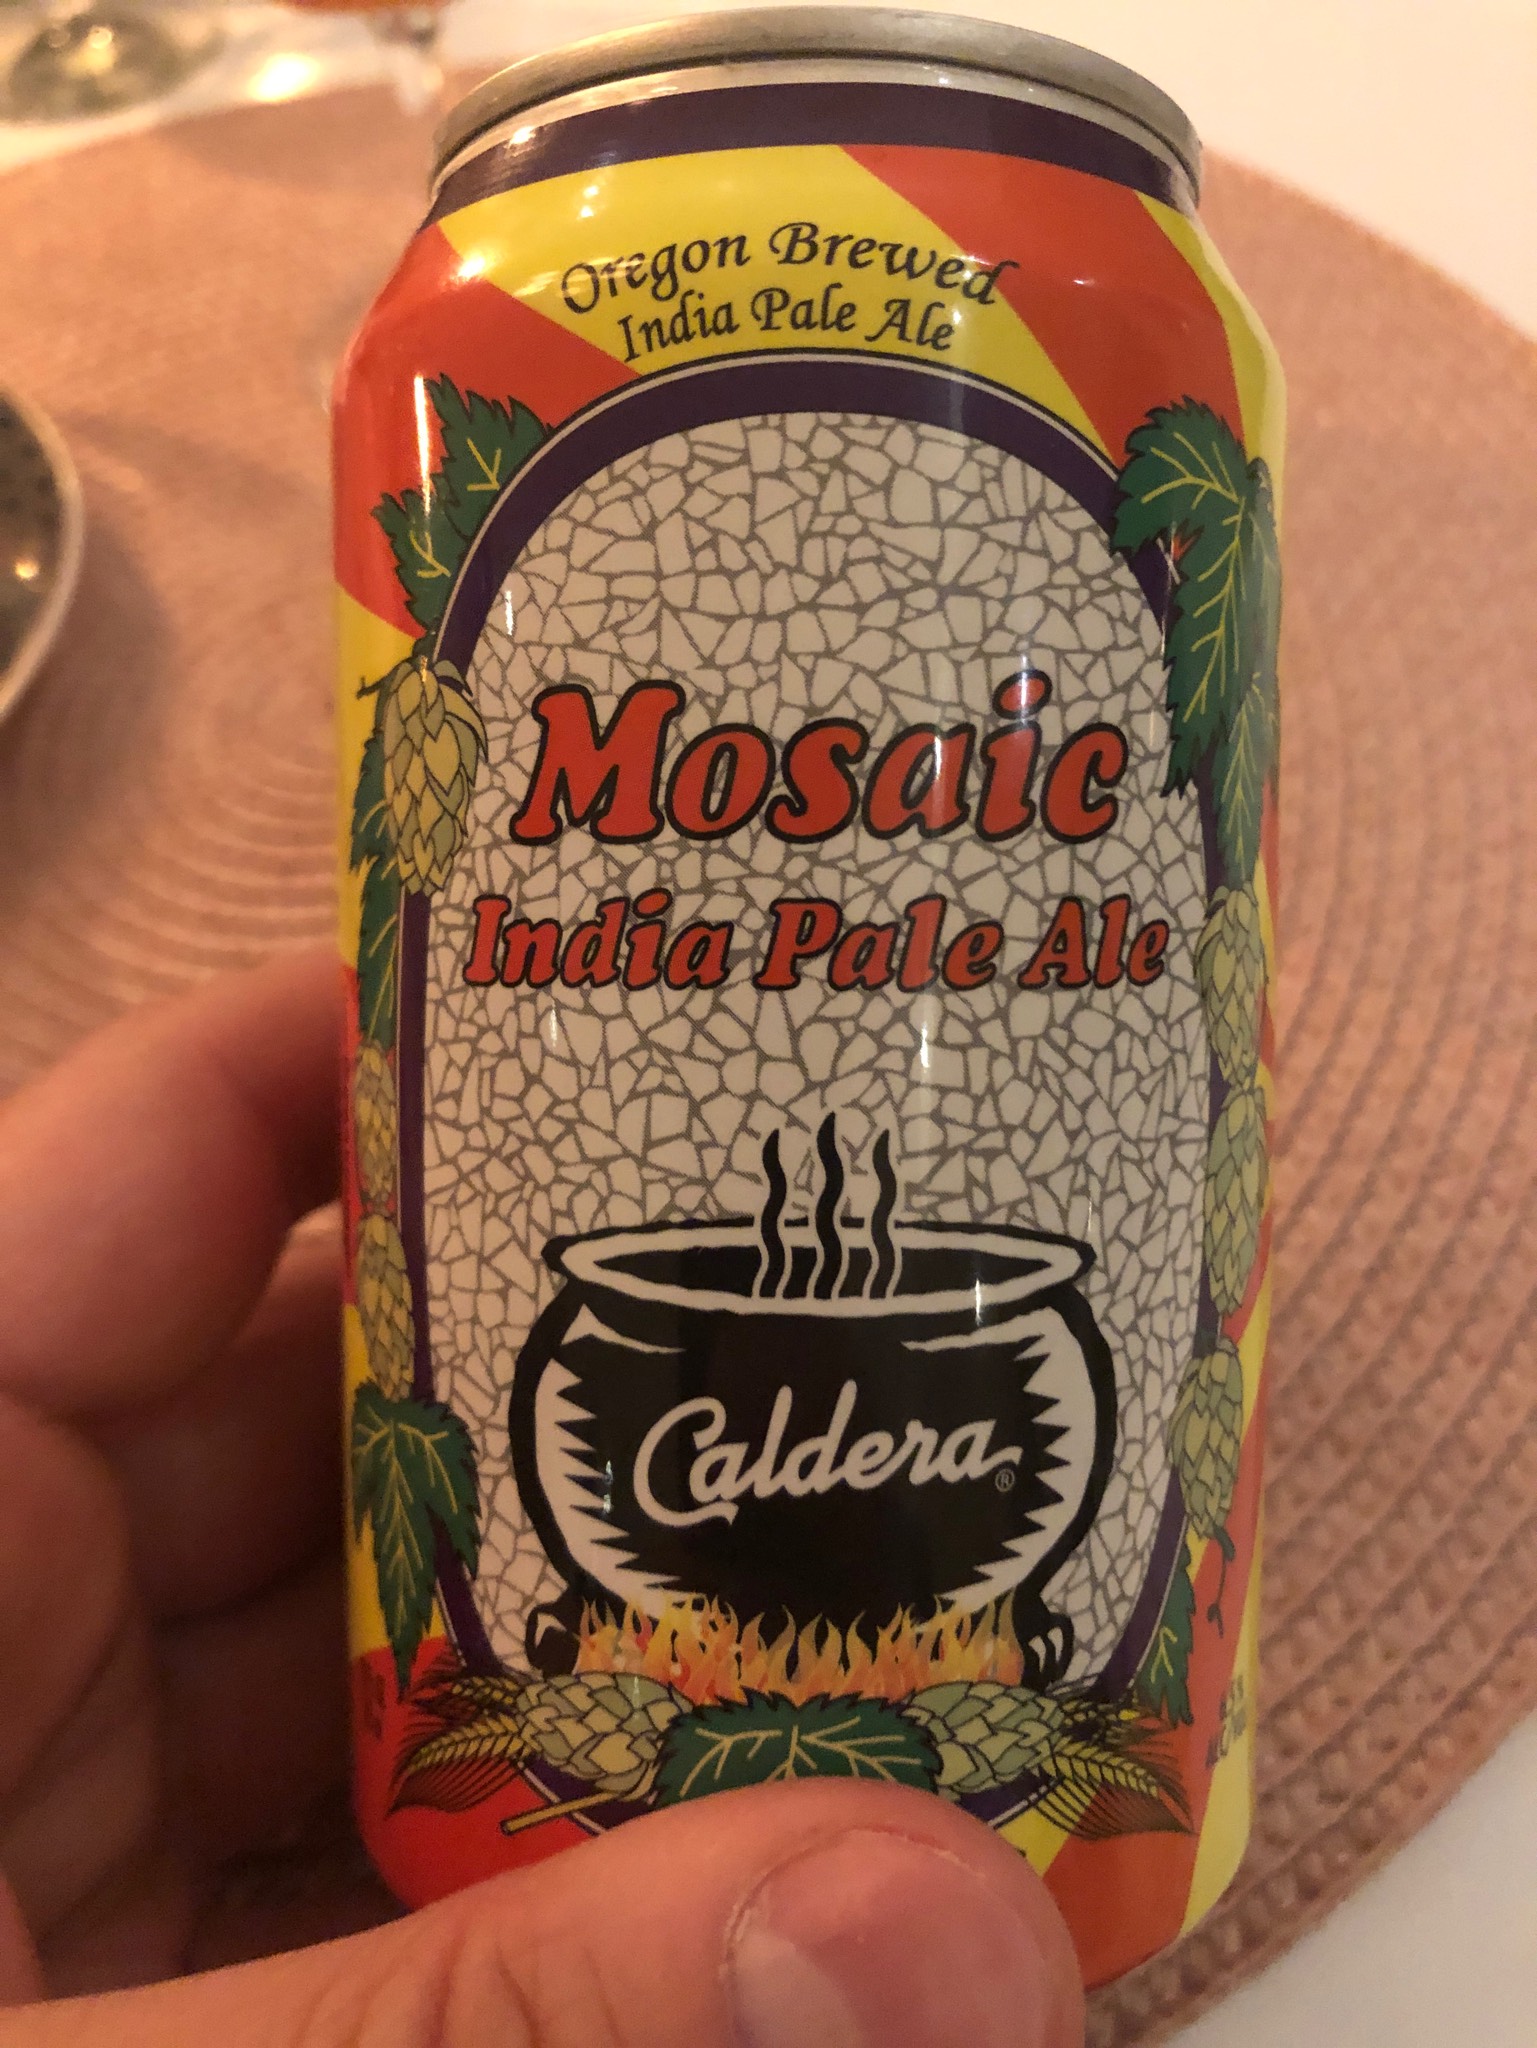 Oregon Brewed
India Pale Ale
Mosaic
India Pale Ale
Caldera®